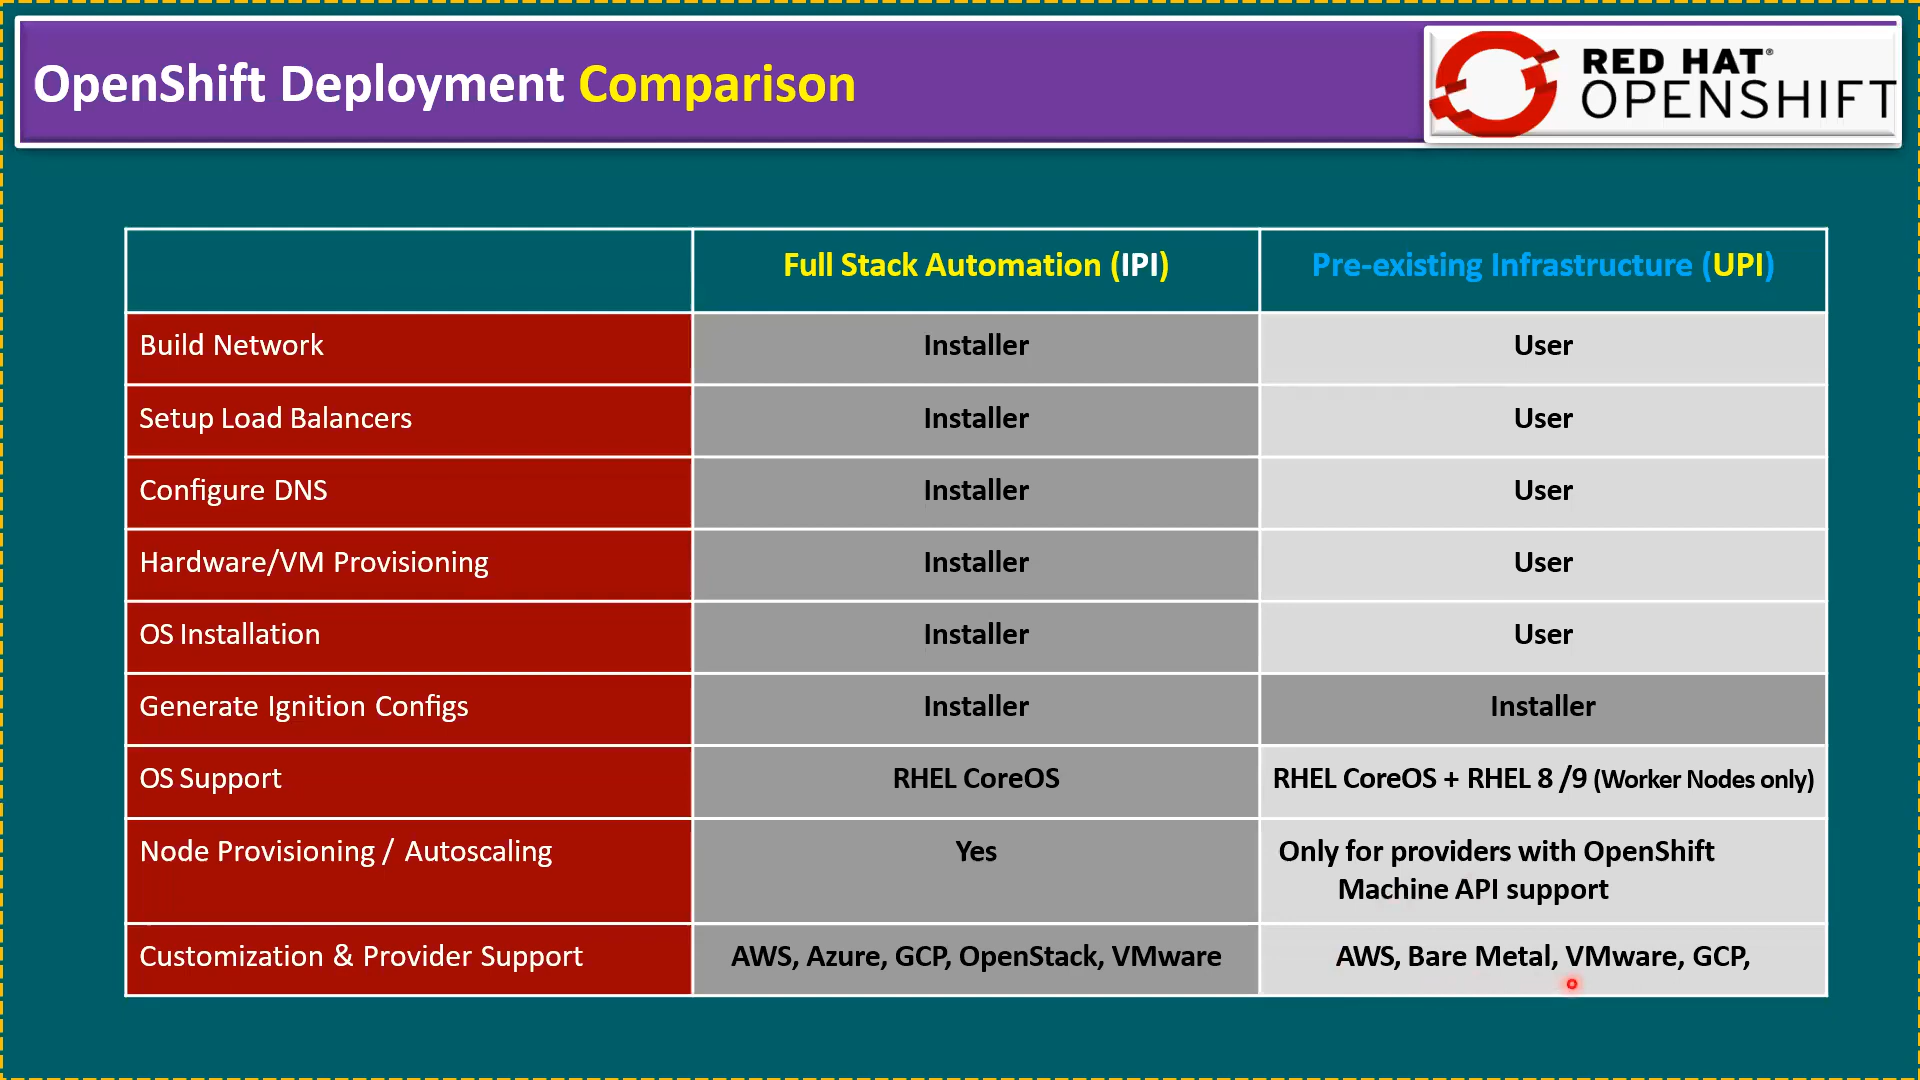 OpenShift Deployment Comparison
RED HAT®
OPENSHIFT
Full Stack Automation (IPI)
Pre-existing Infrastructure (UPI)
Build Network
Installer
User
Setup Load Balancers
Installer
User
Configure DNS
Installer
User
Hardware/VM Provisioning
Installer
User
OS Installation
Installer
User
Generate Ignition Configs
Installer
Installer
OS Support
RHEL CoreOS
RHEL CoreOS + RHEL 8 /9 (Worker Nodes only)
Node Provisioning / Autoscaling
Yes
Only for providers with OpenShift
Machine API support
Customization & Provider Support
AWS, Azure, GCP, OpenStack, VMware
AWS, Bare Metal, VMware, GCP,